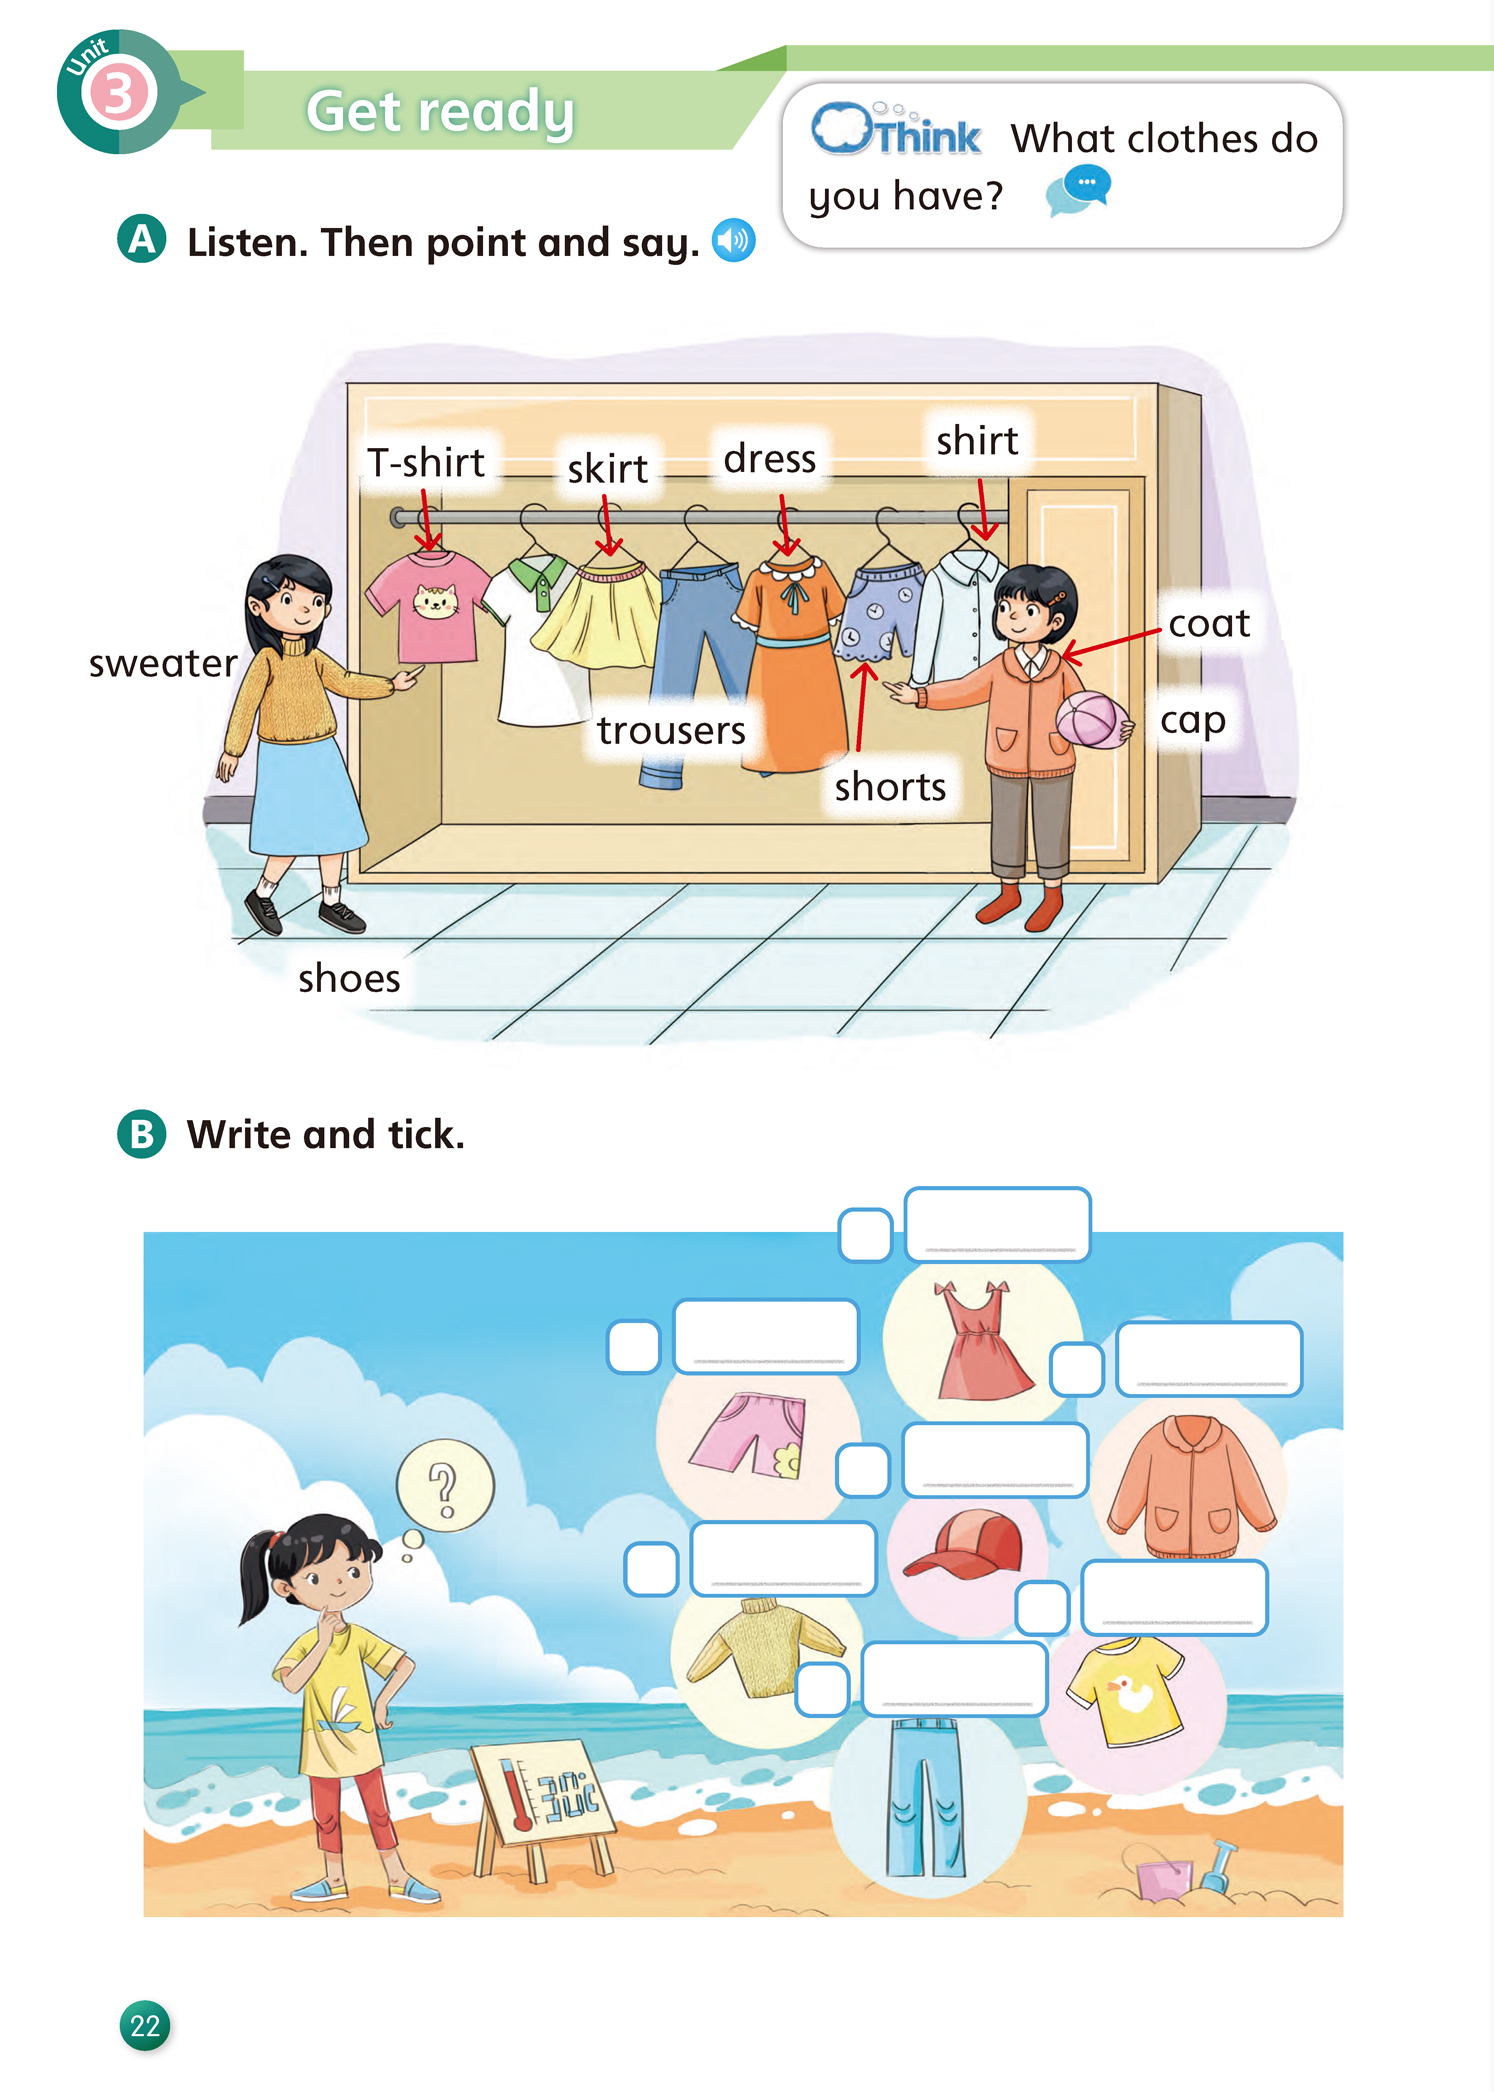 Unit
3
Get ready
Think What clothes do
you have?
A Listen. Then point and say.
T-shirt
skirt
dress
shirt
sweater
coat
cap
trousers
shorts
shoes
B Write and tick.
?
30°C
22